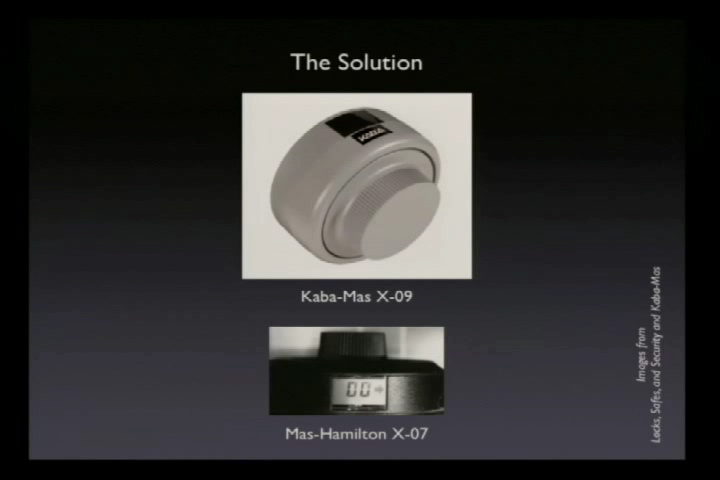 The Solution
KABA
Kaba-Mas X-09
00
Mas-Hamilton X-07
Images from
Locks, Safes, and Security and Kaba-Mas